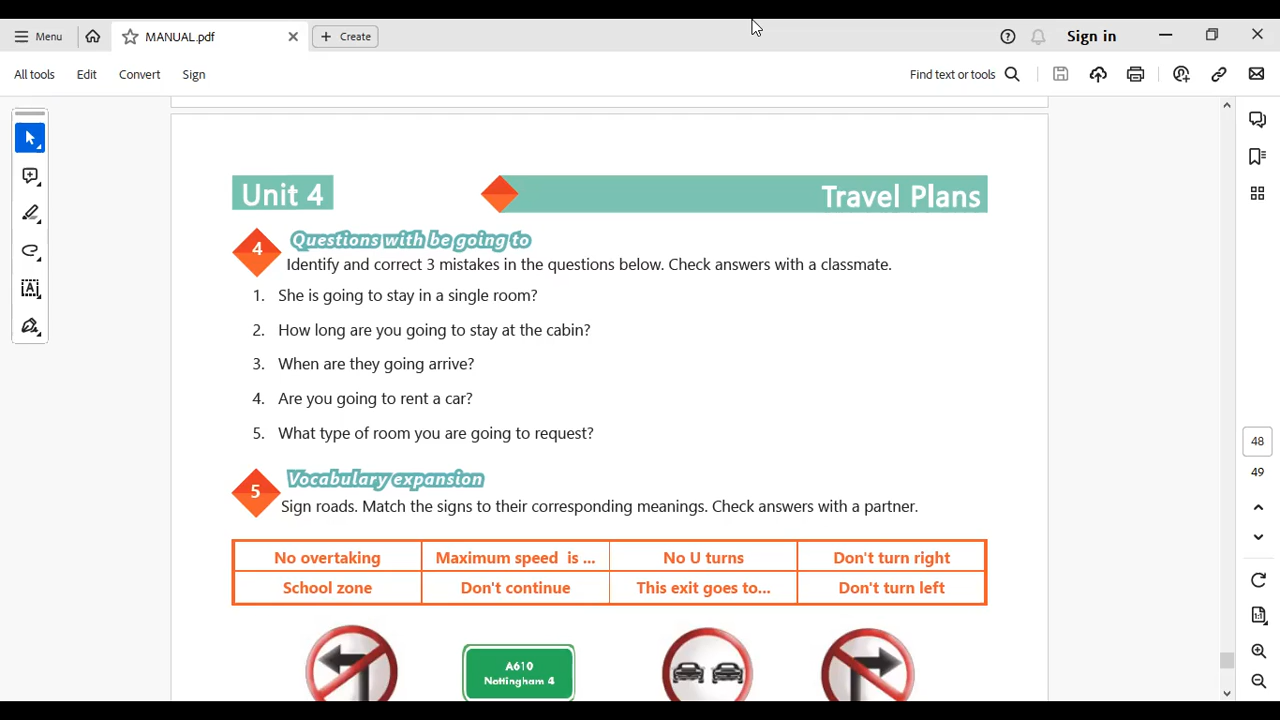 Menu
MANUAL.pdf
Create
Sign in
All tools Edit Convert Sign
Find text or tools
Unit 4
Travel Plans
4
Questions with be going to
Identify and correct 3 mistakes in the questions below. Check answers with a classmate.
1. She is going to stay in a single room?
2. How long are you going to stay at the cabin?
3. When are they going arrive?
4. Are you going to rent a car?
5. What type of room you are going to request?
48
49
5
Vocabulary expansion
Sign roads. Match the signs to their corresponding meanings. Check answers with a partner.
No overtaking Maximum speed is ... No U turns Don't turn right
School zone Don't continue This exit goes to... Don't turn left
A610
Nottingham 4